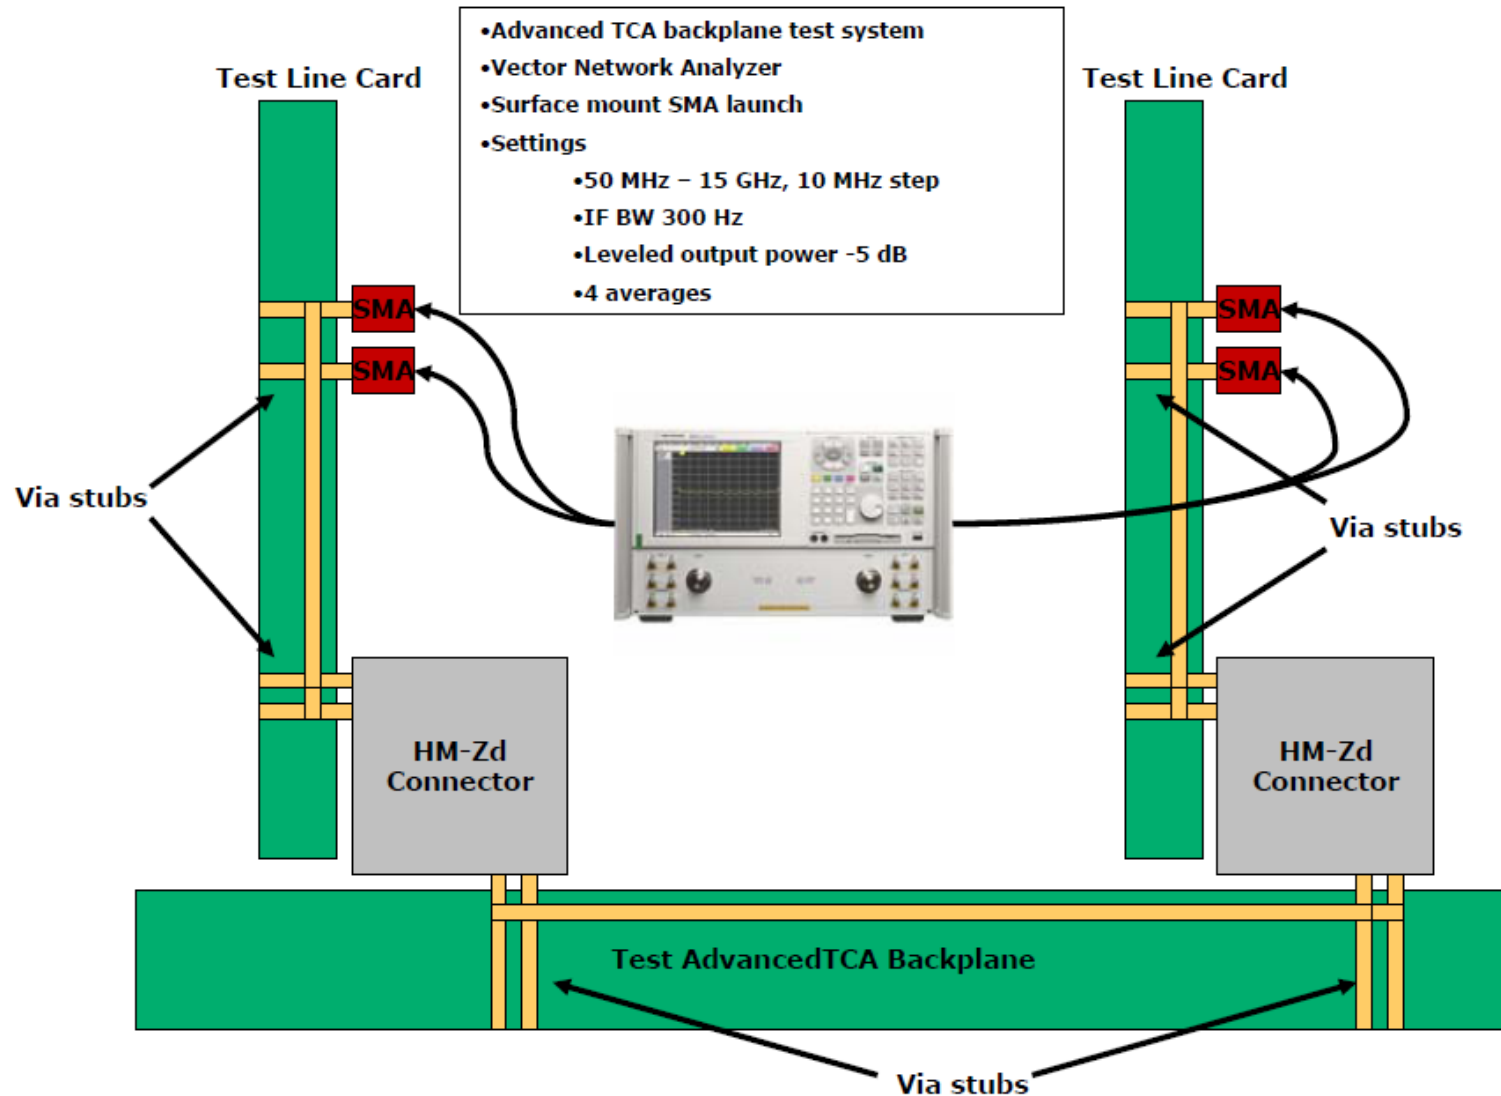 •Advanced TCA backplane test system
•Vector Network Analyzer
•Surface mount SMA launch
•Settings
•50 MHz – 15 GHz, 10 MHz step
•IF BW 300 Hz
•Leveled output power -5 dB
•4 averages
Test Line Card
Test Line Card
SMA
SMA
SMA
SMA
Via stubs
Via stubs
HM-Zd
Connector
HM-Zd
Connector
Test AdvancedTCA Backplane
Via stubs